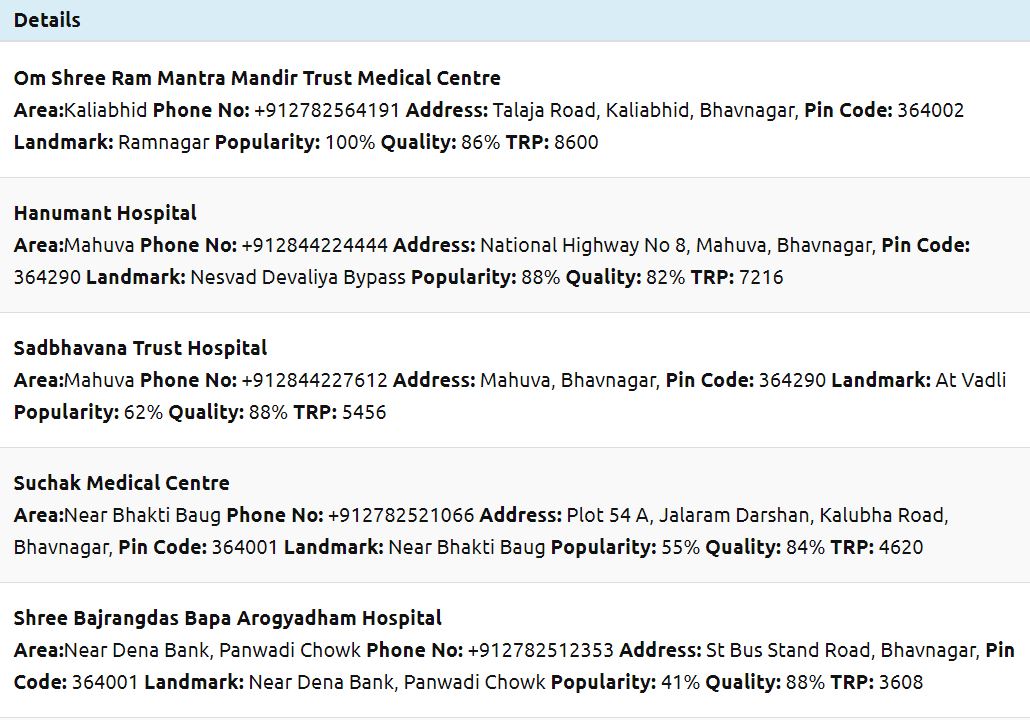 Details
Om Shree Ram Mantra Mandir Trust Medical Centre
Area:Kaliabhid Phone No: +912782564191 Address: Talaja Road, Kaliabhid, Bhavnagar, Pin Code: 364002
Landmark: Ramnagar Popularity: 100% Quality: 86% TRP: 8600
Hanumant Hospital
Area:Mahuva Phone No: +912844224444 Address: National Highway No 8, Mahuva, Bhavnagar, Pin Code:
364290 Landmark: Nesvad Devaliya Bypass Popularity: 88% Quality: 82% TRP: 7216
Sadbhavana Trust Hospital
Area:Mahuva Phone No: +912844227612 Address: Mahuva, Bhavnagar, Pin Code: 364290 Landmark: At Vadli
Popularity: 62% Quality: 88% TRP: 5456
Suchak Medical Centre
Area:Near Bhakti Baug Phone No: +912782521066 Address: Plot 54 A, Jalaram Darshan, Kalubha Road,
Bhavnagar, Pin Code: 364001 Landmark: Near Bhakti Baug Popularity: 55% Quality: 84% TRP: 4620
Shree Bajrangdas Bapa Arogyadham Hospital
Area:Near Dena Bank, Panwadi Chowk Phone No: +912782512353 Address: St Bus Stand Road, Bhavnagar, Pin
Code: 364001 Landmark: Near Dena Bank, Panwadi Chowk Popularity: 41% Quality: 88% TRP: 3608